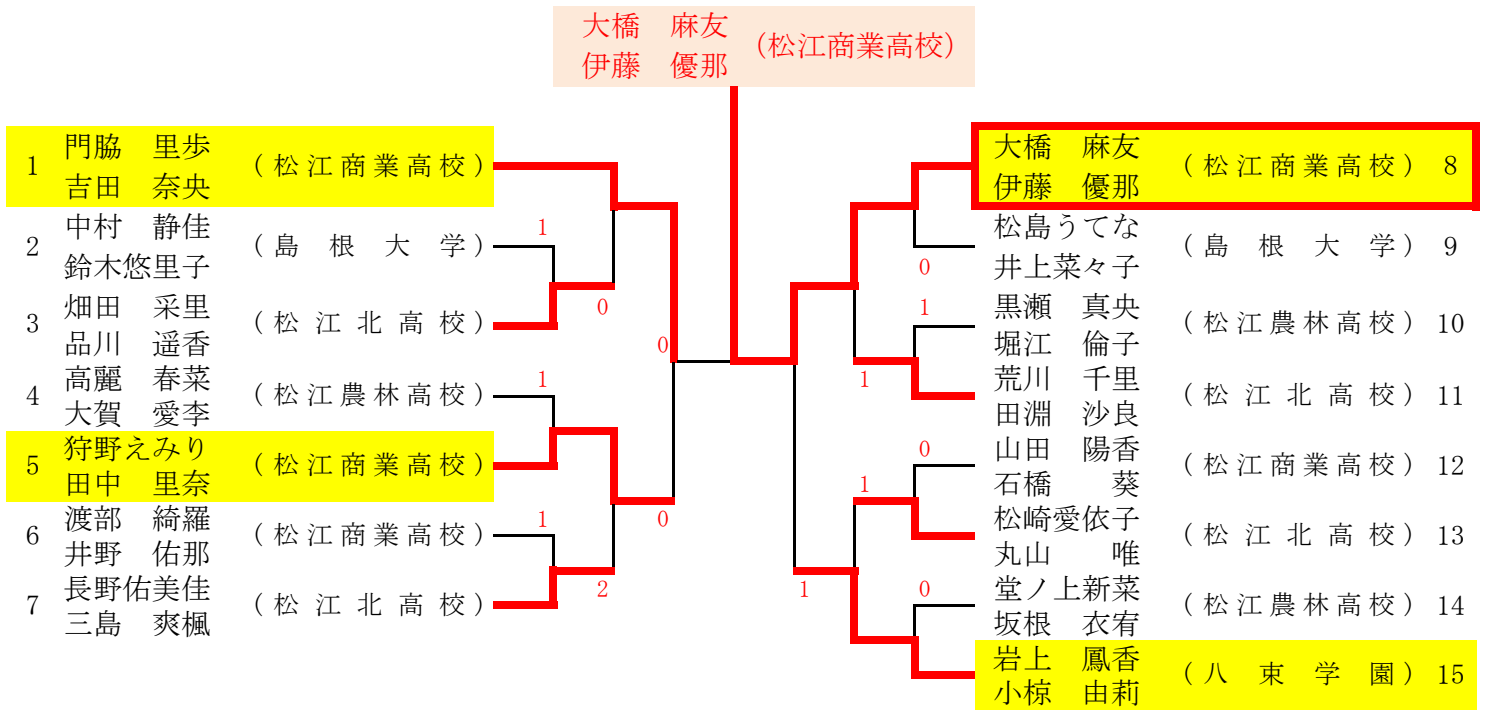 大橋　麻友
伊藤　優那
(松江商業高校)
1
門脇　里歩
吉田　奈央
(松江商業高校)
2
中村　静佳
鈴木悠里子
(島根大学)
1
3
畑田　采里
品川　遥香
(松江北高校)
0
0
4
高麗　春菜
大賀　愛李
(松江農林高校)
1
5
狩野えみり
田中　里奈
(松江商業高校)
0
6
渡部　綺羅
井野　佑那
(松江商業高校)
1
7
長野佑美佳
三島　爽楓
(松江北高校)
2
大橋　麻友
伊藤　優那
(松江商業高校) 8
松島うてな
井上菜々子
(島根大学) 9
0
黒瀬　真央
堀江　倫子
(松江農林高校) 10
1
1
荒川　千里
田淵　沙良
(松江北高校) 11
山田　陽香
石橋　　葵
(松江商業高校) 12
0
1
松崎愛依子
丸山　　唯
(松江北高校) 13
堂ノ上新菜
坂根　衣宥
(松江農林高校) 14
0
1
岩上　鳳香
小椋　由莉
(八束学園) 15